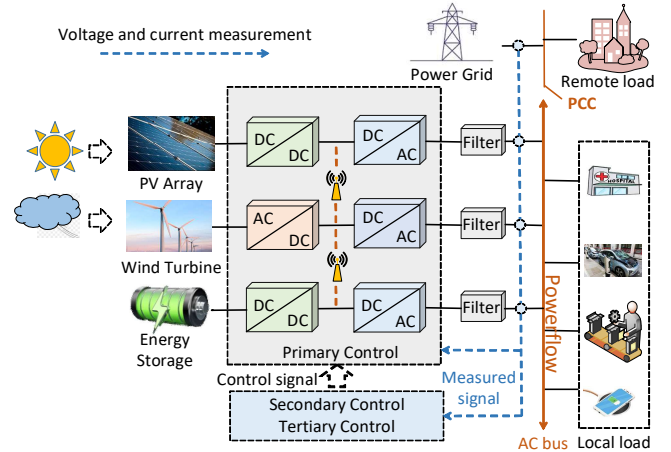 Voltage and current measurement
Power Grid
Remote load
PCC
DC
DC
DC
AC
Filter
PV Array
HOSPITAL
AC
DC
DC
AC
Filter
Wind Turbine
DC
DC
DC
AC
Filter
Energy
Storage
Primary Control
Powerflow
Control signal
Measured
signal
Secondary Control
Tertiary Control
AC bus
Local load